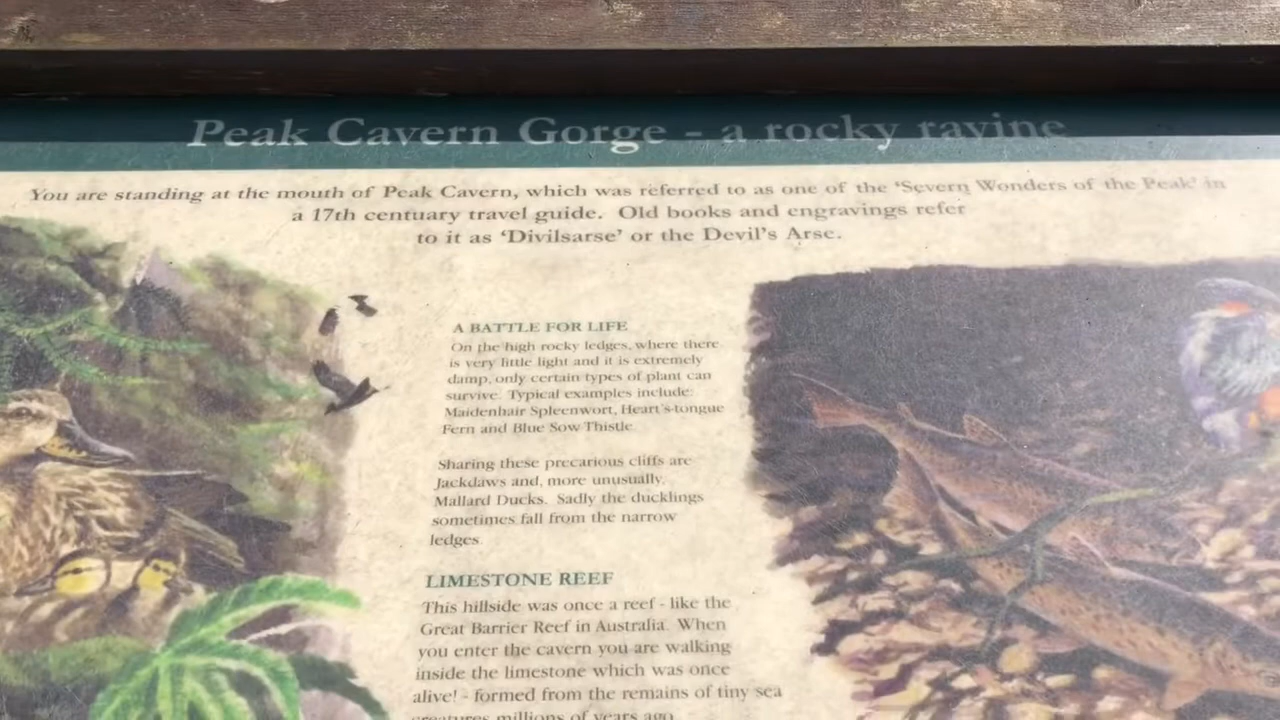 Peak Cavern Gorge - a rocky ravine
You are standing at the mouth of Peak Cavern, which was referred to as one of the ‘Severn Wonders of the Peak’ in
a 17th centuary travel guide. Old books and engravings refer
to it as ‘Divilsarse’ or the Devil’s Arse.
A BATTLE FOR LIFE
On the high rocky ledges, where there
is very little light and it is extremely
damp, only certain types of plant can
survive. Typical examples include:
Maidenhair Spleenwort, Heart's-tongue
Fern and Blue Sow Thistle.
Sharing these precarious cliffs are
Jackdaws and, more unusually,
Mallard Ducks. Sadly the ducklings
sometimes fall from the narrow
ledges.
LIMESTONE REEF
This hillside was once a reef - like the
Great Barrier Reef in Australia. When
you enter the cavern you are walking
inside the limestone which was once
alive! - formed from the remains of tiny sea
creatures millions of years ago.